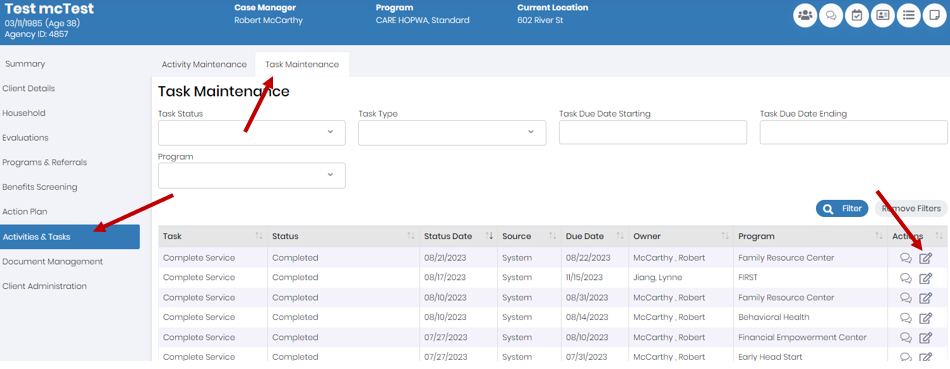 Test mcTest
03/11/1985 (Age 38)
Agency ID: 4857
Case Manager
Robert McCarthy
Program
CARE HOPWA, Standard
Current Location
602 River St
Summary
Client Details
Household
Evaluations
Programs & Referrals
Benefits Screening
Action Plan
Activities & Tasks
Document Management
Client Administration
Activity Maintenance Task Maintenance
Task Maintenance
Task Status Task Type Task Due Date Starting Task Due Date Ending
Program
Filter Remove Filters
Task Status Status Date Source Due Date Owner Program Actions
Complete Service Completed 08/21/2023 System 08/22/2023 McCarthy , Robert Family Resource Center
Complete Service Completed 08/17/2023 System 11/15/2023 Jiang, Lynne FIRST
Complete Service Completed 08/10/2023 System 08/31/2023 McCarthy , Robert Family Resource Center
Complete Service Completed 08/10/2023 System 08/14/2023 McCarthy , Robert Behavioral Health
Complete Service Completed 07/27/2023 System 08/10/2023 McCarthy , Robert Financial Empowerment Center
Complete Service Completed 07/27/2023 System 07/31/2023 McCarthy , Robert Early Head Start